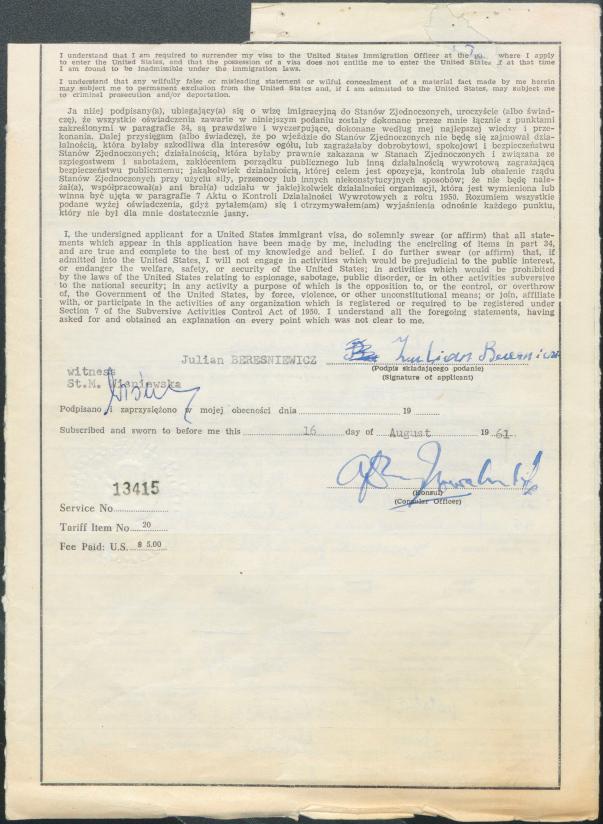 I understand that I am required to surrender my visa to the United States Immigration Officer at the where I apply
to enter the United States, and that the possession of a visa does not entitle me to enter the United States if at that time
I am found to be inadmissible under the immigration laws.
I understand that any wilfully false or misleading statement or wilful concealment of a material fact made by me herein
may subject me to permanent exclusion from the United States and, if I am admitted to the United States, may subject me
to criminal prosecution and/or deportation.
Ja niżej podpisany(a), ubiegający(a) się o wizę imigracyjną do Stanów Zjednoczonych, uroczyście (albo świad-
czę), że wszystkie oświadczenia zawarte w niniejszym podaniu zostały dokonane przeze mnie łącznie z punktami
zakreślonymi w paragrafie 34, są prawdziwe i wyczerpujące, dokonane według mej najlepszej wiedzy i prze-
konania. Dalej przysięgam (albo świadczę), że po wjeździe do Stanów Zjednoczonych nie będę się zajmował dzia-
łalnością, która byłaby szkodliwa dla interesów ogółu, lub zagrażałaby dobrobytowi, spokojowi i bezpieczeństwu
Stanów Zjednoczonych; działalnością, która byłaby prawnie zakazana w Stanach Zjednoczonych i związana ze
szpiegostwem i sabotażem, zakłóceniem porządku publicznego lub inną działalnością wywrotową zagrażającą
bezpieczeństwu publicznemu; jakąkolwiek działalnością, której celem jest opozycja, kontrola lub obalenie rządu
Stanów Zjednoczonych przy użyciu siły, przemocy lub innych niekonstytucyjnych sposobów; że nie będę nale-
żał(a), współpracował(a) ani brał(a) udziału w jakiejkolwiek działalności organizacji, która jest wymieniona lub
winna być ujęta w paragrafie 7 Aktu o Kontroli Działalności Wywrotowych z roku 1950. Rozumiem wszystkie
podane wyżej oświadczenia, gdyż pytałem(am) się i otrzymywałem(am) wyjaśnienia odnośnie każdego punktu,
który nie był dla mnie dostatecznie jasny.
I, the undersigned applicant for a United States immigrant visa, do solemnly swear (or affirm) that all state-
ments which appear in this application have been made by me, including the encircling of items in part 34,
and are true and complete to the best of my knowledge and belief. I do further swear (or affirm) that, if
admitted into the United States, I will not engage in activities which would be prejudicial to the public interest,
or endanger the welfare, safety, or security of the United States; in activities which would be prohibited
by the laws of the United States relating to espionage, sabotage, public disorder, or in other activities subversive
to the national security; in any activity a purpose of which is the opposition to, or the control, or overthrow
of, the Government of the United States, by force, violence, or other unconstitutional means; or join, affiliate
with, or participate in the activities of any organization which is registered or required to be registered under
Section 7 of the Subversive Activities Control Act of 1950. I understand all the foregoing statements, having
asked for and obtained an explanation on every point which was not clear to me.
Julian BERESNIEWICZ
(Podpis składającego podanie)
(Signature of applicant)
witness
St.M. Wisniewska
Podpisano i zaprzysiężono w mojej obecności dnia 19
Subscribed and sworn to before me this 16 day of August 19 61
(Konsul)
(Consular Officer)
13415
Service No
Tariff Item No. 20
Fee Paid: U.S. $ 5.00